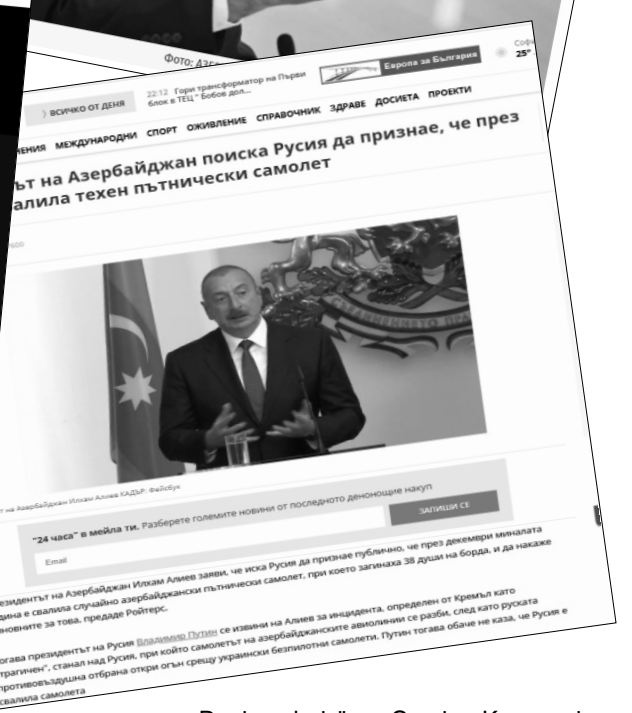 Фото:
〉 ВСИЧКО ОТ ДЕНЯ
22:12 Гори трансформатор на Първи
блок в ТЕЦ " Бобов дол...
Европа за България
25°
МЕЖДУНАРОДНИ СПОРТ ОЖИВЛЕНИЕ СПРАВОЧНИК ЗДРАВЕ ДОСИЕТА ПРОЕКТИ
на Азербайджан поиска Русия да признае, че през
техен пътнически самолет
СЪЕДИНЕНИЕТО ПРА
на Азербайджан Илхам Алиев КАДЪР: Фейсбук
"24 часа" в мейла ти. Разберете големите новини от последното денонощие накуп
Email
ЗАПИШИ СЕ
на Азербайджан Илхам Алиев заяви, че иска Русия да признае публично, че през декември миналата
е свалила случайно азербайджански пътнически самолет, при което загинаха 38 души на борда, и да накаже
за това, предаде Ройтерс.
президентът на Русия Владимир Путин се извини на Алиев за инцидента, определен от Кремъл като
станал над Русия, при който самолетът на азербайджанските авиолинии се разби, след като руската
противовъздушна отбрана откри огън срещу украински безпилотни самолети. Путин тогава обаче не каза, че Русия е
свалила самолета